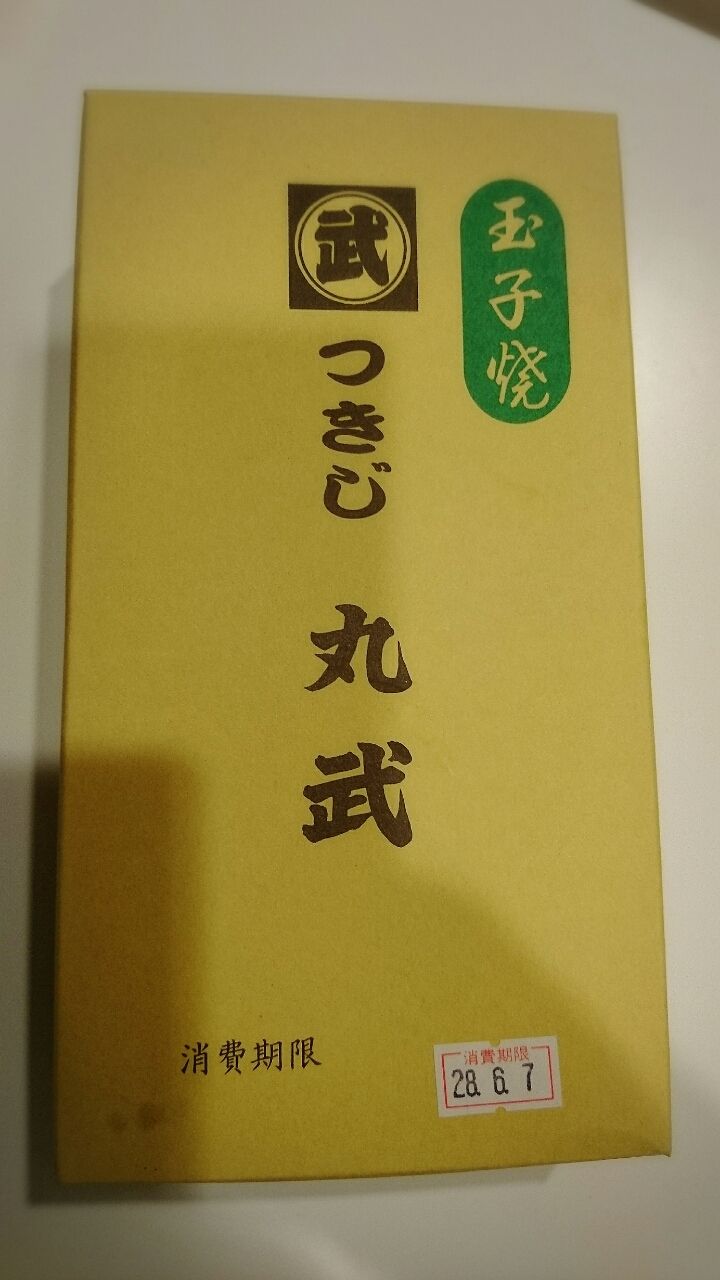 玉子焼
武
つきじ
丸武
消費期限
消費期限
28.6.7